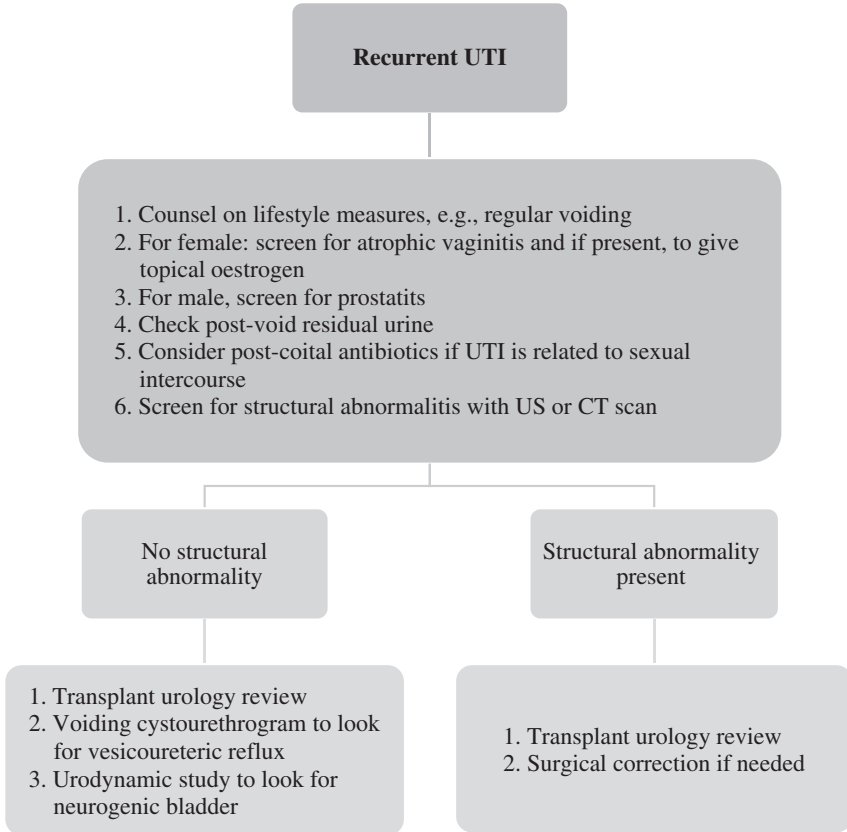 Recurrent UTI
1. Counsel on lifestyle measures, e.g., regular voiding
2. For female: screen for atrophic vaginitis and if present, to give
topical oestrogen
3. For male, screen for prostatits
4. Check post-void residual urine
5. Consider post-coital antibiotics if UTI is related to sexual
intercourse
6. Screen for structural abnormalitis with US or CT scan
No structural
abnormality
Structural abnormality
present
1. Transplant urology review
2. Voiding cystourethrogram to look
for vesicoureteric reflux
3. Urodynamic study to look for
neurogenic bladder
1. Transplant urology review
2. Surgical correction if needed